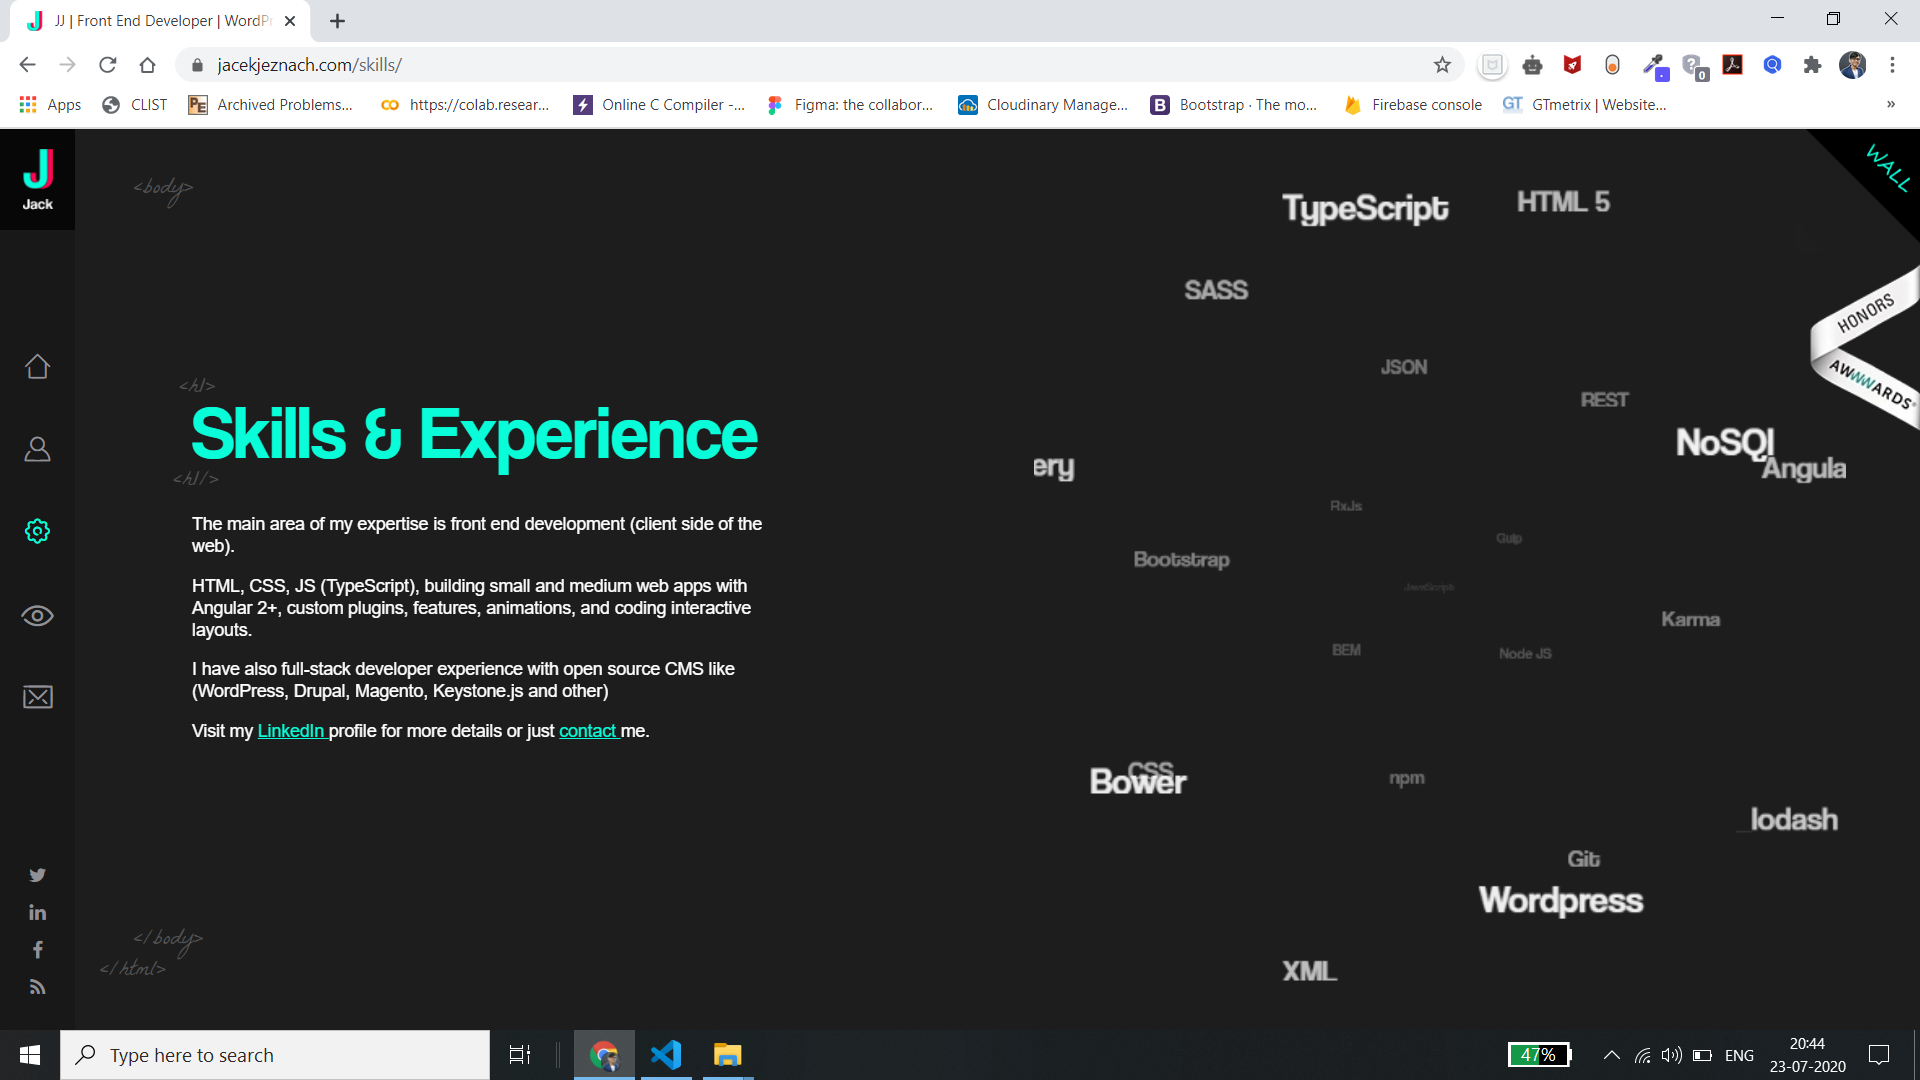 JJ | Front End Developer | WordPr
jacekjeznach.com/skills/
0
Apps
CLIST
Archived Problems...
https://colab.resear...
Online C Compiler -...
Figma: the collabor...
Cloudinary Manage...
Bootstrap · The mo...
Firebase console
GT
GTmetrix | Website...
»
Jack
WALL
<body>
TypeScript
HTML 5
SASS
HONORS
AWWWARDS
JSON
<h1>
REST
Skills & Experience
NoSQl
ery
Angula
<h1/>
RxJs
The main area of my expertise is front end development (client side of the
web).
Gulp
Bootstrap
HTML, CSS, JS (TypeScript), building small and medium web apps with
Angular 2+, custom plugins, features, animations, and coding interactive
layouts.
JavaScript
Karma
BEM
Node JS
I have also full-stack developer experience with open source CMS like
(WordPress, Drupal, Magento, Keystone.js and other)
Visit my LinkedIn profile for more details or just contact me.
CSS
Bower
npm
_lodash
Git
Wordpress
</body>
</html>
XML
Type here to search
47%
ENG
20:44
23-07-2020